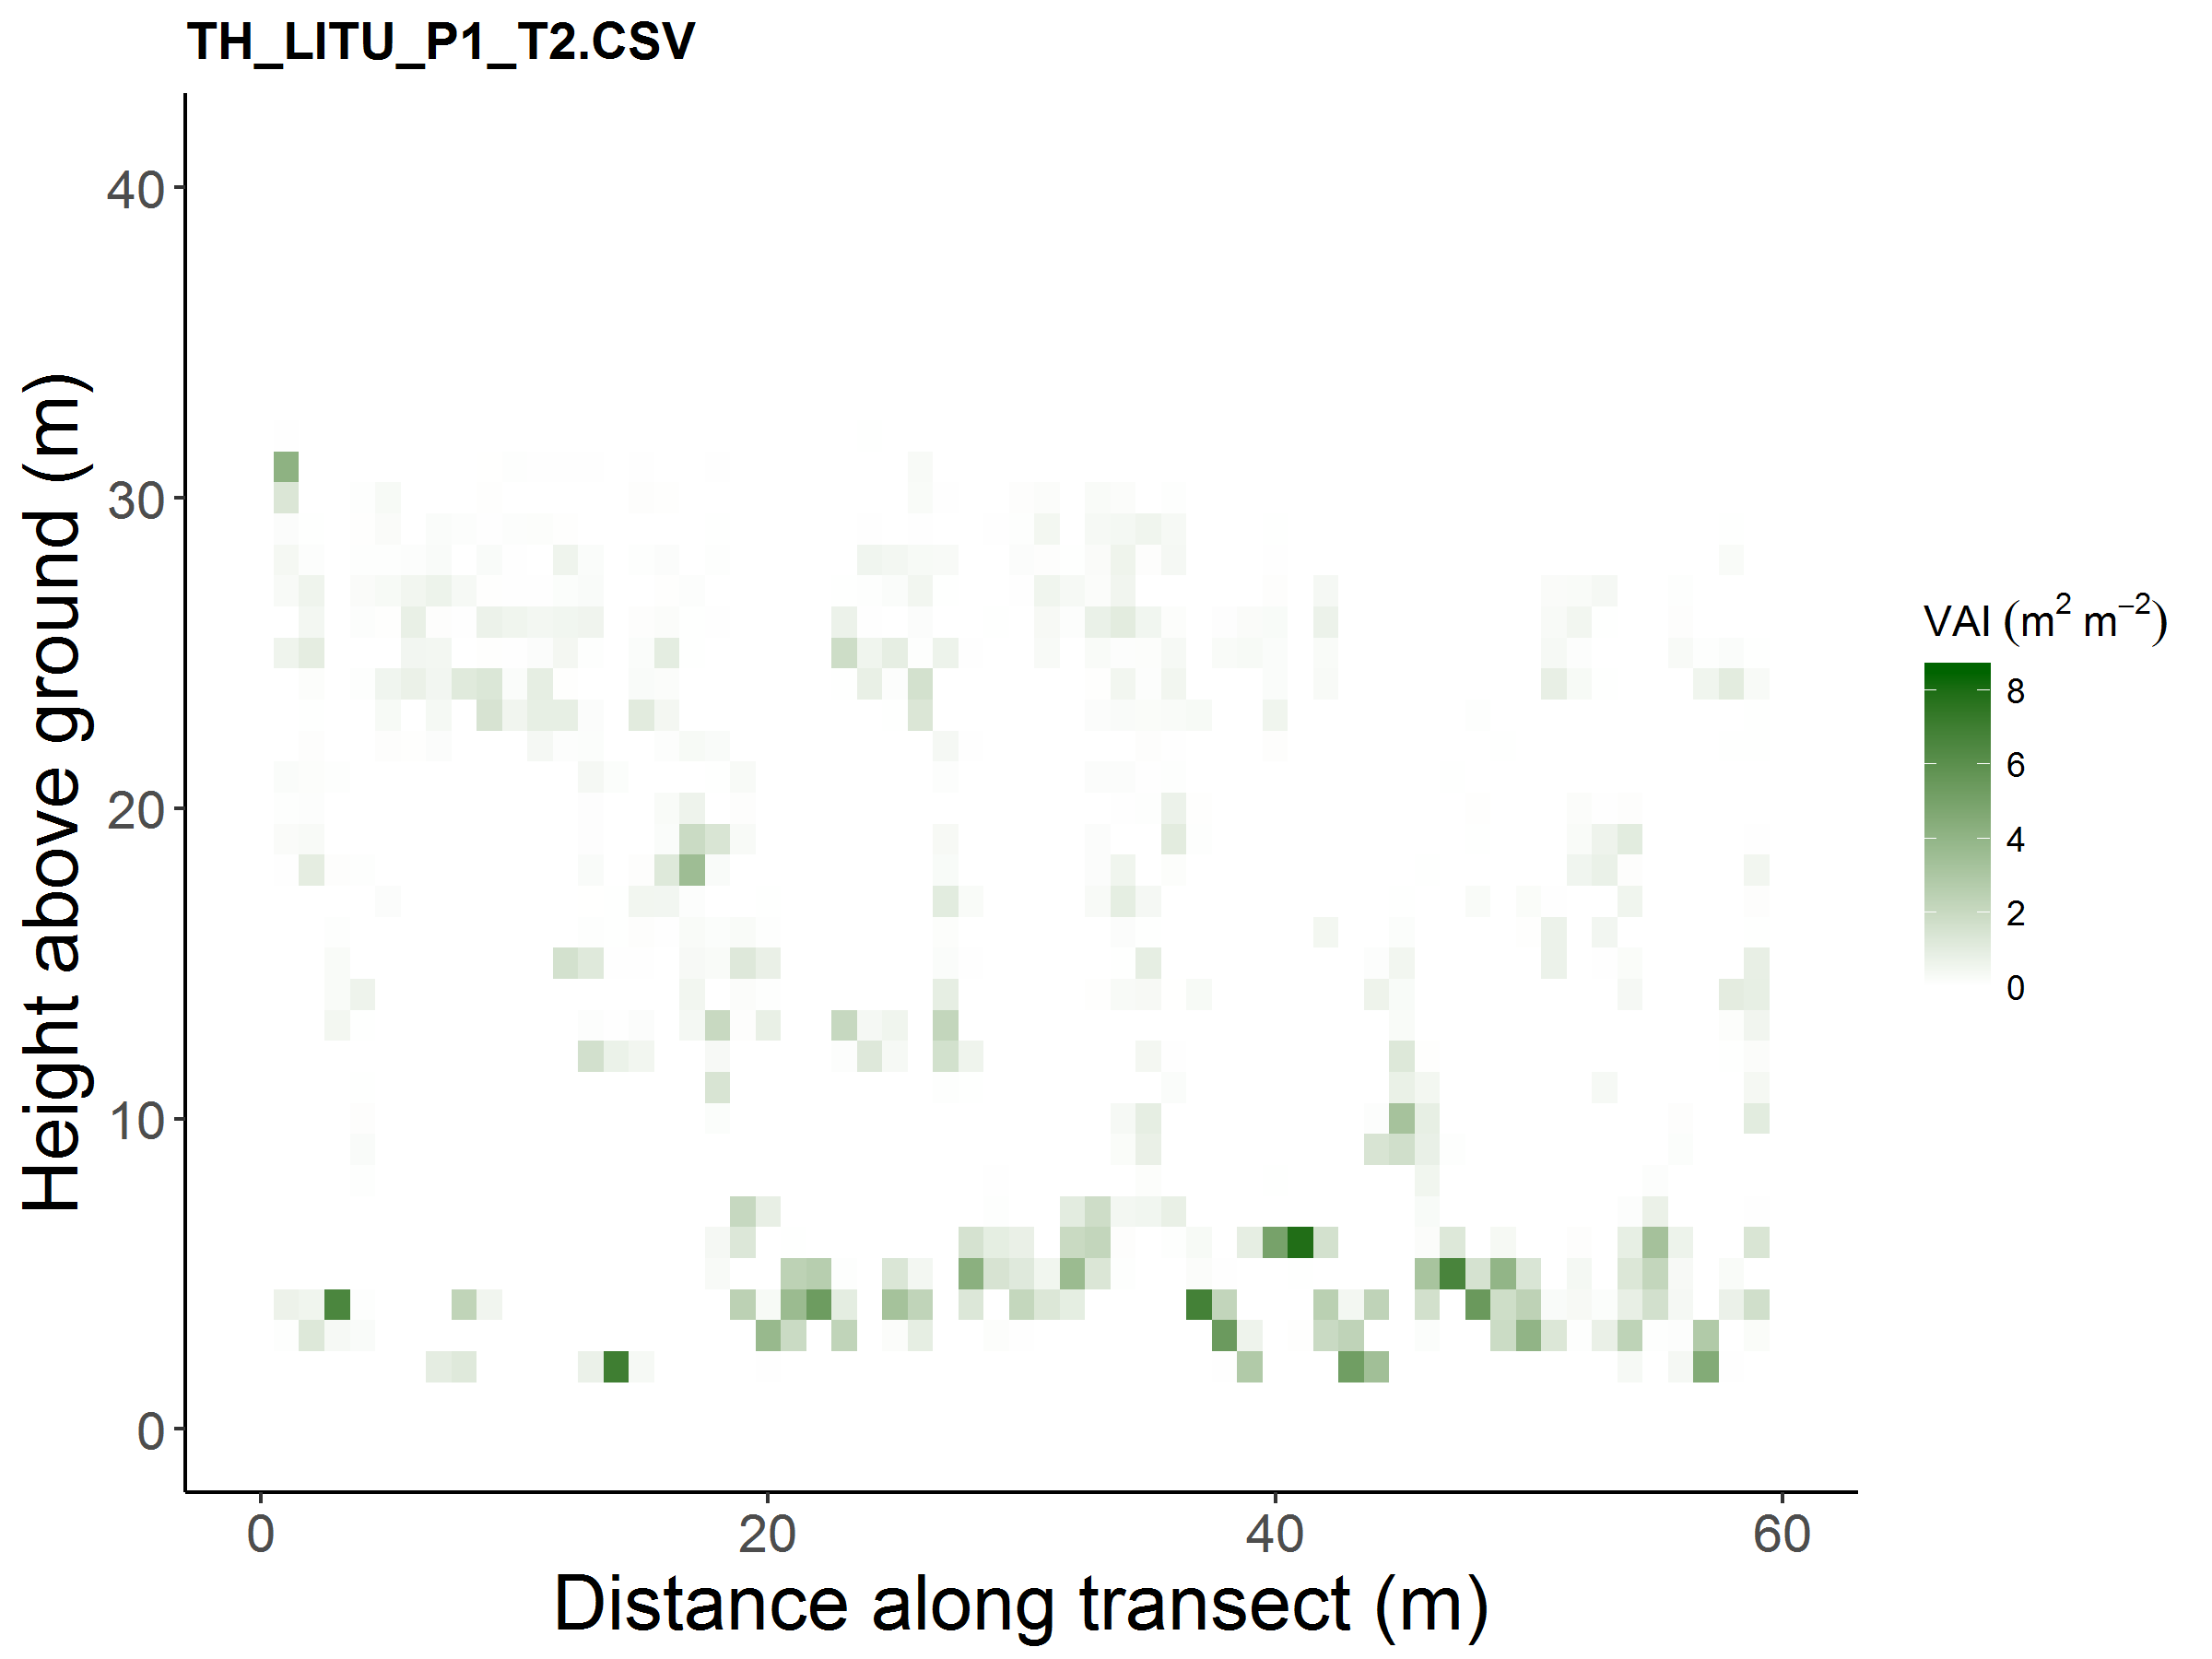 TH_LITU_P1_T2.CSV
Height above ground (m)
40
30
20
10
0
0 20 40 60
Distance along transect (m)
VAI (m² m⁻²)
8
6
4
2
0